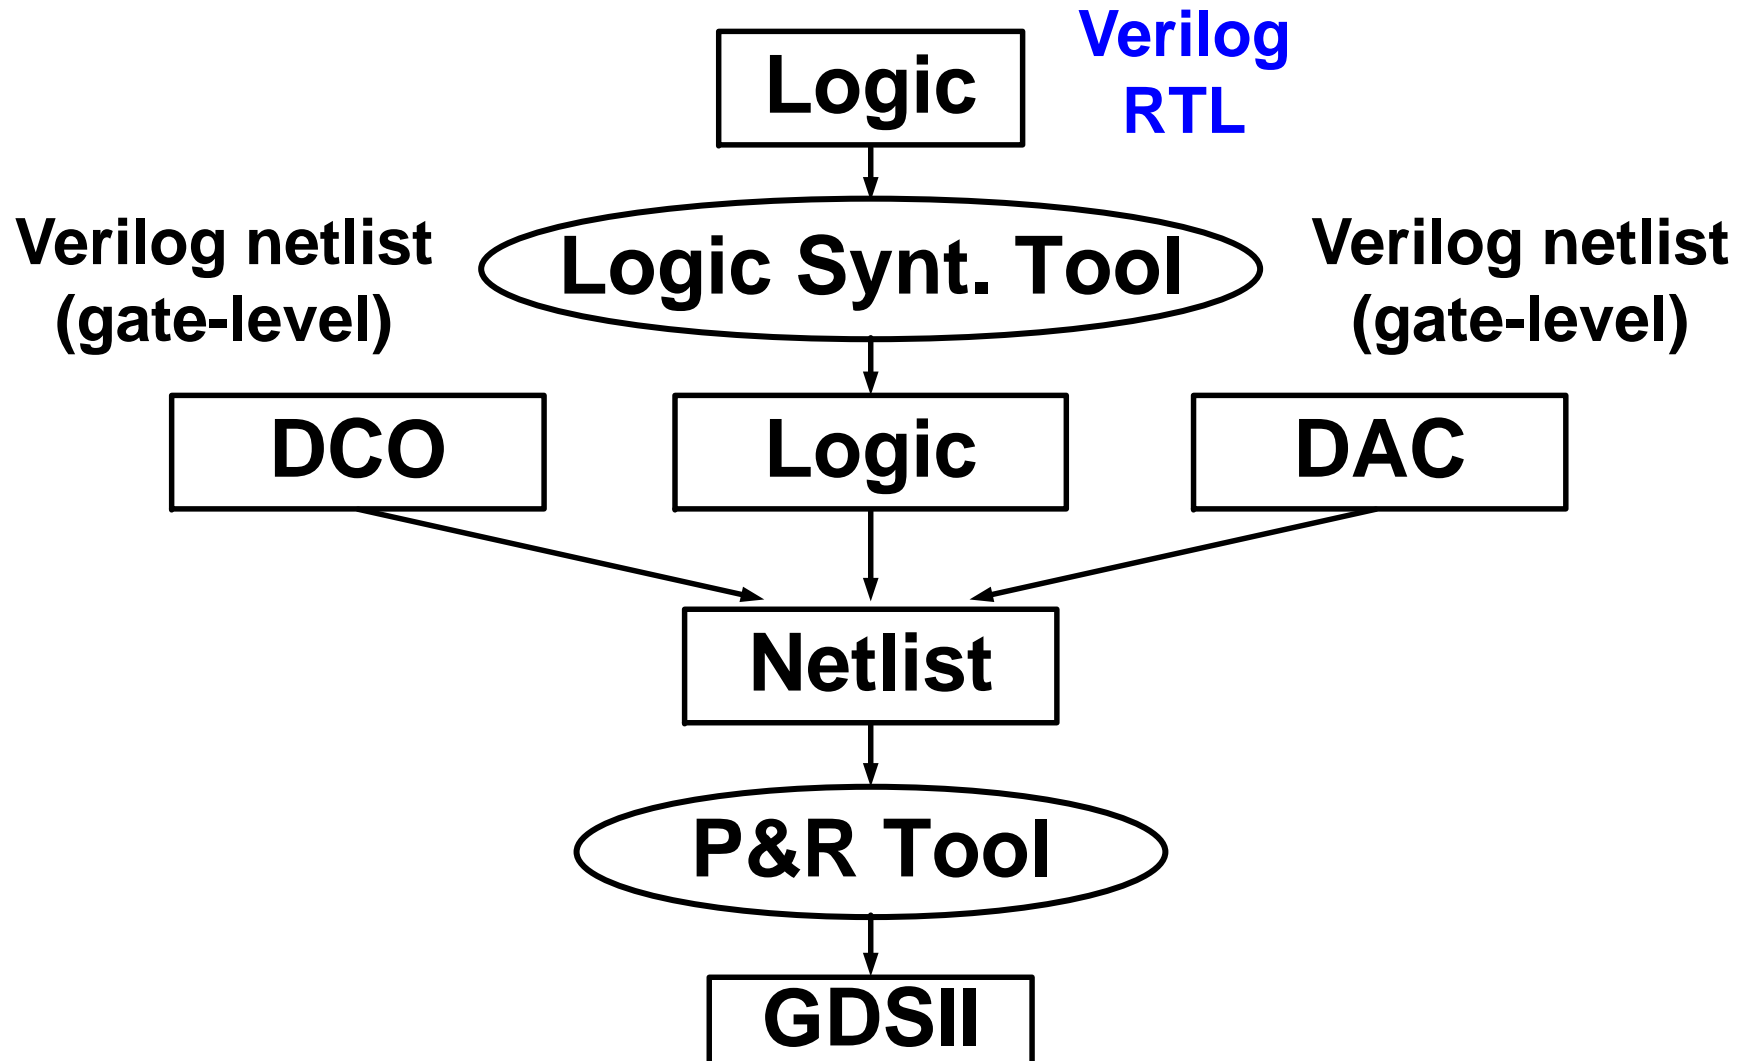 Logic
Verilog
RTL
Logic Synt. Tool
Verilog netlist
(gate-level)
Verilog netlist
(gate-level)
DCO
Logic
DAC
Netlist
P&R Tool
GDSII